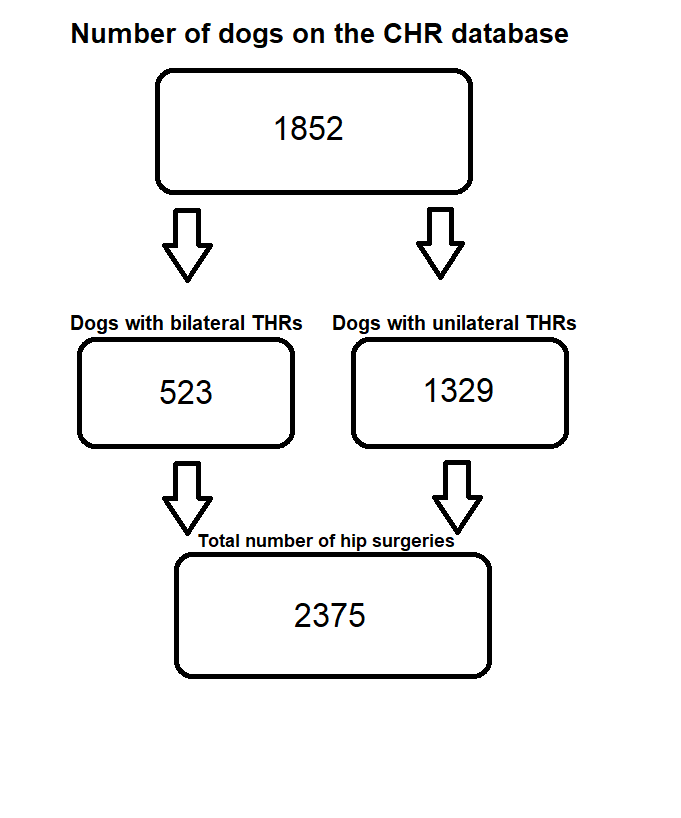 Number of dogs on the CHR database
1852
Dogs with bilateral THRs
Dogs with unilateral THRs
523
1329
Total number of hip surgeries
2375